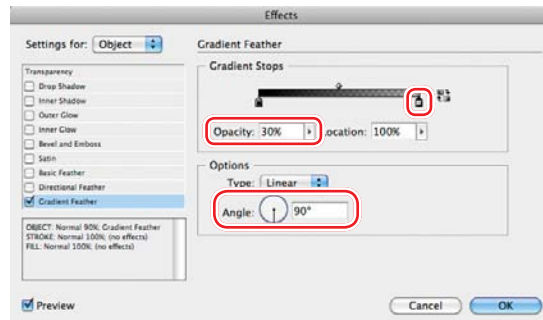 Effects
Settings for: Object
Transparency
Drop Shadow
Inner Shadow
Outer Glow
Inner Glow
Bevel and Emboss
Satin
Basic Feather
Directional Feather
Gradient Feather
OBJECT: Normal 90%; Gradient Feather
STROKE: Normal 100%; (no effects)
FILL: Normal 100%; (no effects)
Preview
Gradient Feather
Gradient Stops
Opacity: 30% ocation: 100%
Options
Type: Linear
Angle: 90°
Cancel OK